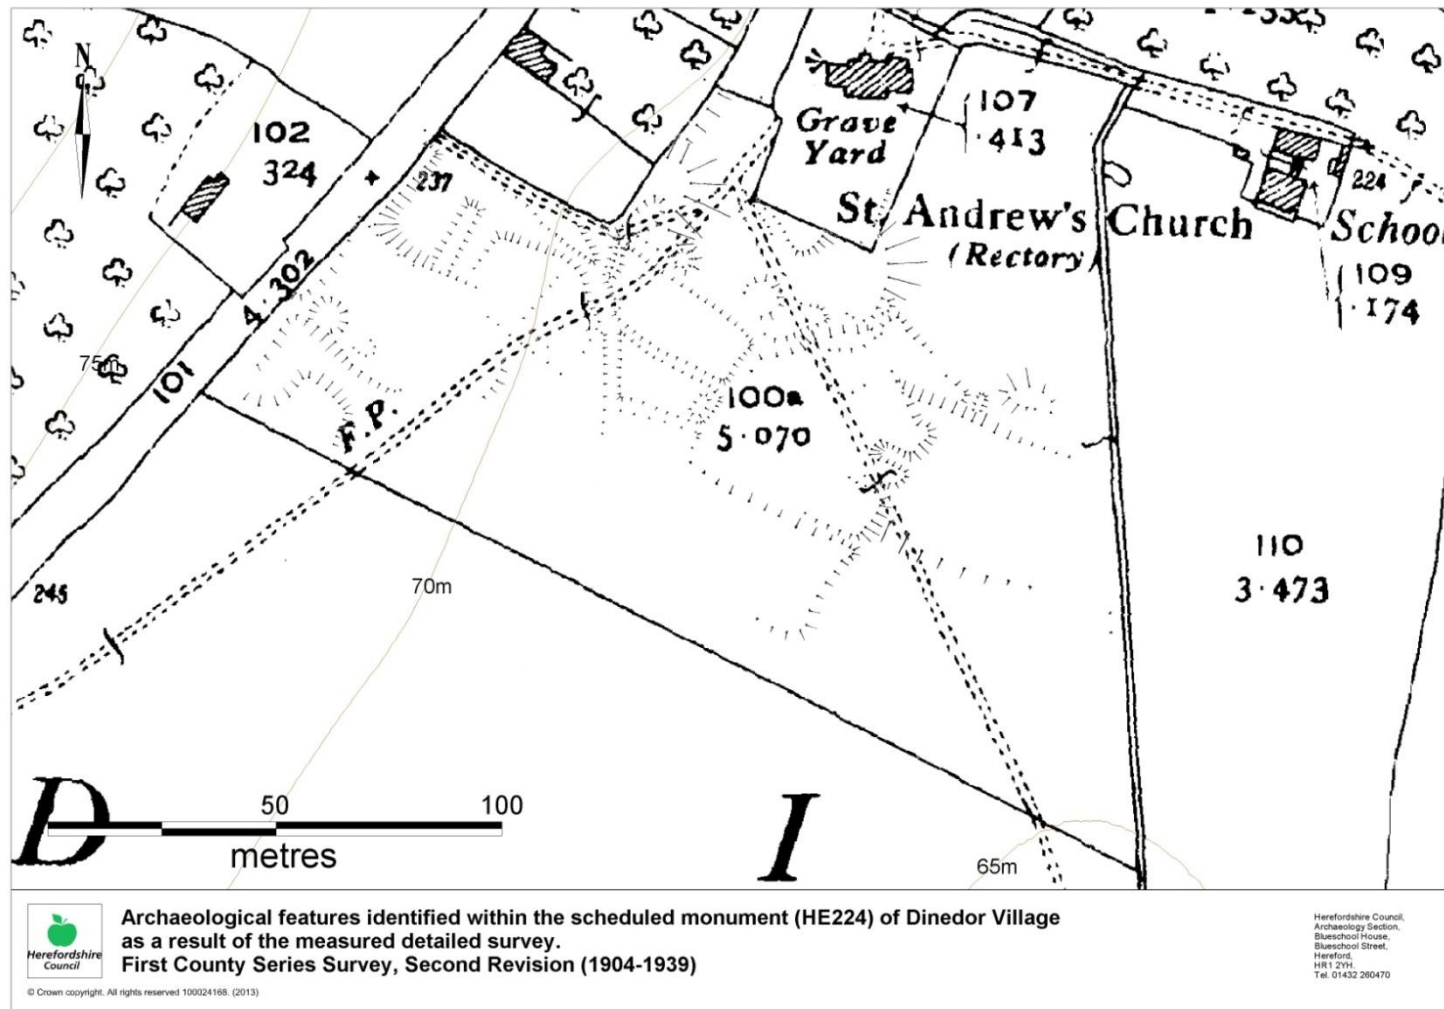 N
102
324
237
Grave
Yard
107
·413
St. Andrew's Church
(Rectory)
224
School
109
·174
4·302
101
75m
F.P.
100a
5·070
110
3·473
245
70m
65m
D
I
50
100
metres
Herefordshire
Council
Archaeological features identified within the scheduled monument (HE224) of Dinedor Village
as a result of the measured detailed survey.
First County Series Survey, Second Revision (1904-1939)
© Crown copyright. All rights reserved 100024168. (2013)
Herefordshire Council,
Archaeology Section,
Blueschool House,
Blueschool Street,
Hereford,
HR1 2YH.
Tel. 01432 260470